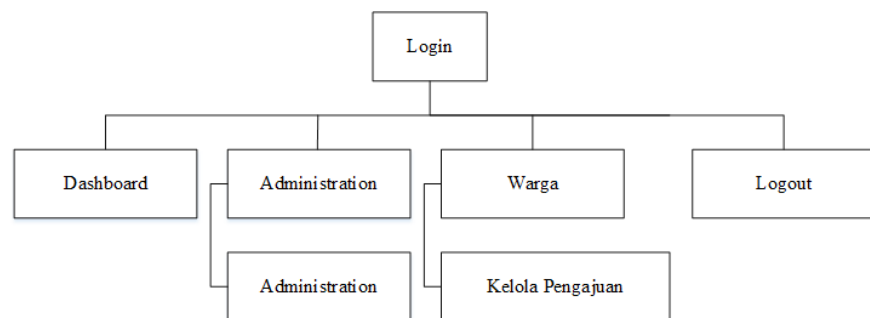 Login
Dashboard
Administration
Warga
Logout
Administration
Kelola Pengajuan